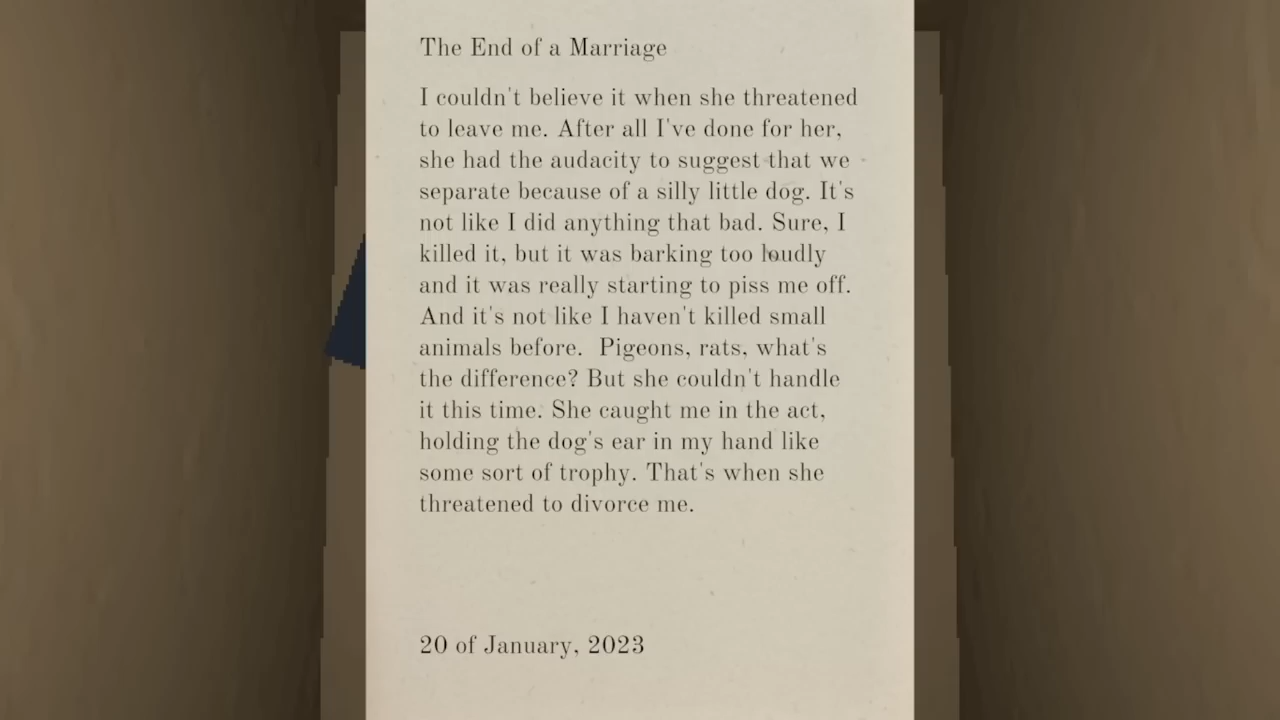 The End of a Marriage
I couldn't believe it when she threatened
to leave me. After all I've done for her,
she had the audacity to suggest that we
separate because of a silly little dog. It's
not like I did anything that bad. Sure, I
killed it, but it was barking too loudly
and it was really starting to piss me off.
And it's not like I haven't killed small
animals before.  Pigeons, rats, what's
the difference? But she couldn't handle
it this time. She caught me in the act,
holding the dog's ear in my hand like
some sort of trophy. That's when she
threatened to divorce me.
20 of January, 2023